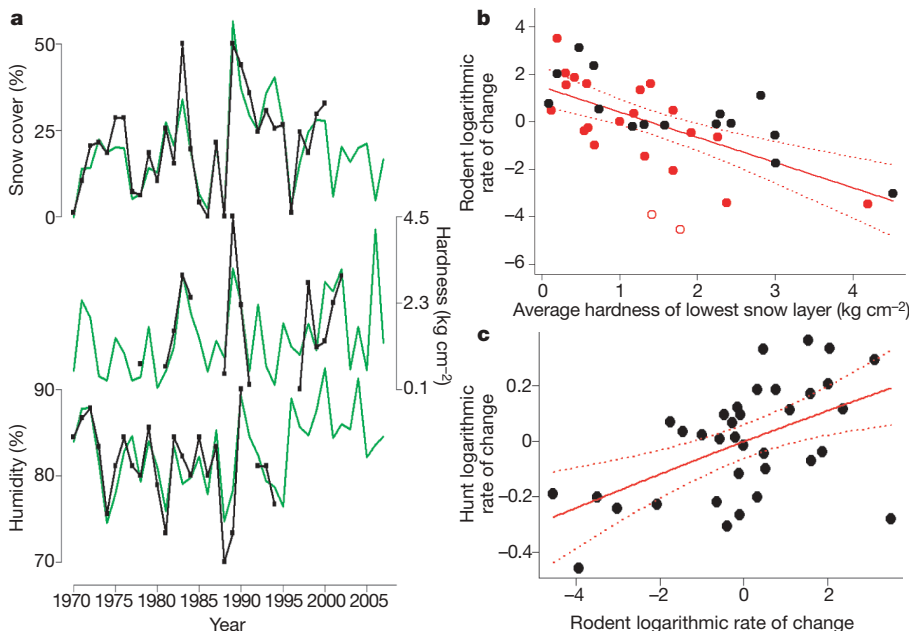 a
Snow cover (%)
50
25
0
Hardness (kg cm–2)
4.5
2.3
0.1
Humidity (%)
90
80
70
1970 1975 1980 1985 1990 1995 2000 2005
Year
b
Rodent logarithmic
rate of change
4
2
0
−2
−4
−6
0 1 2 3 4
Average hardness of lowest snow layer (kg cm–2)
c
Hunt logarithmic
rate of change
0.2
0
−0.2
−0.4
−4 −2 0 2
Rodent logarithmic rate of change